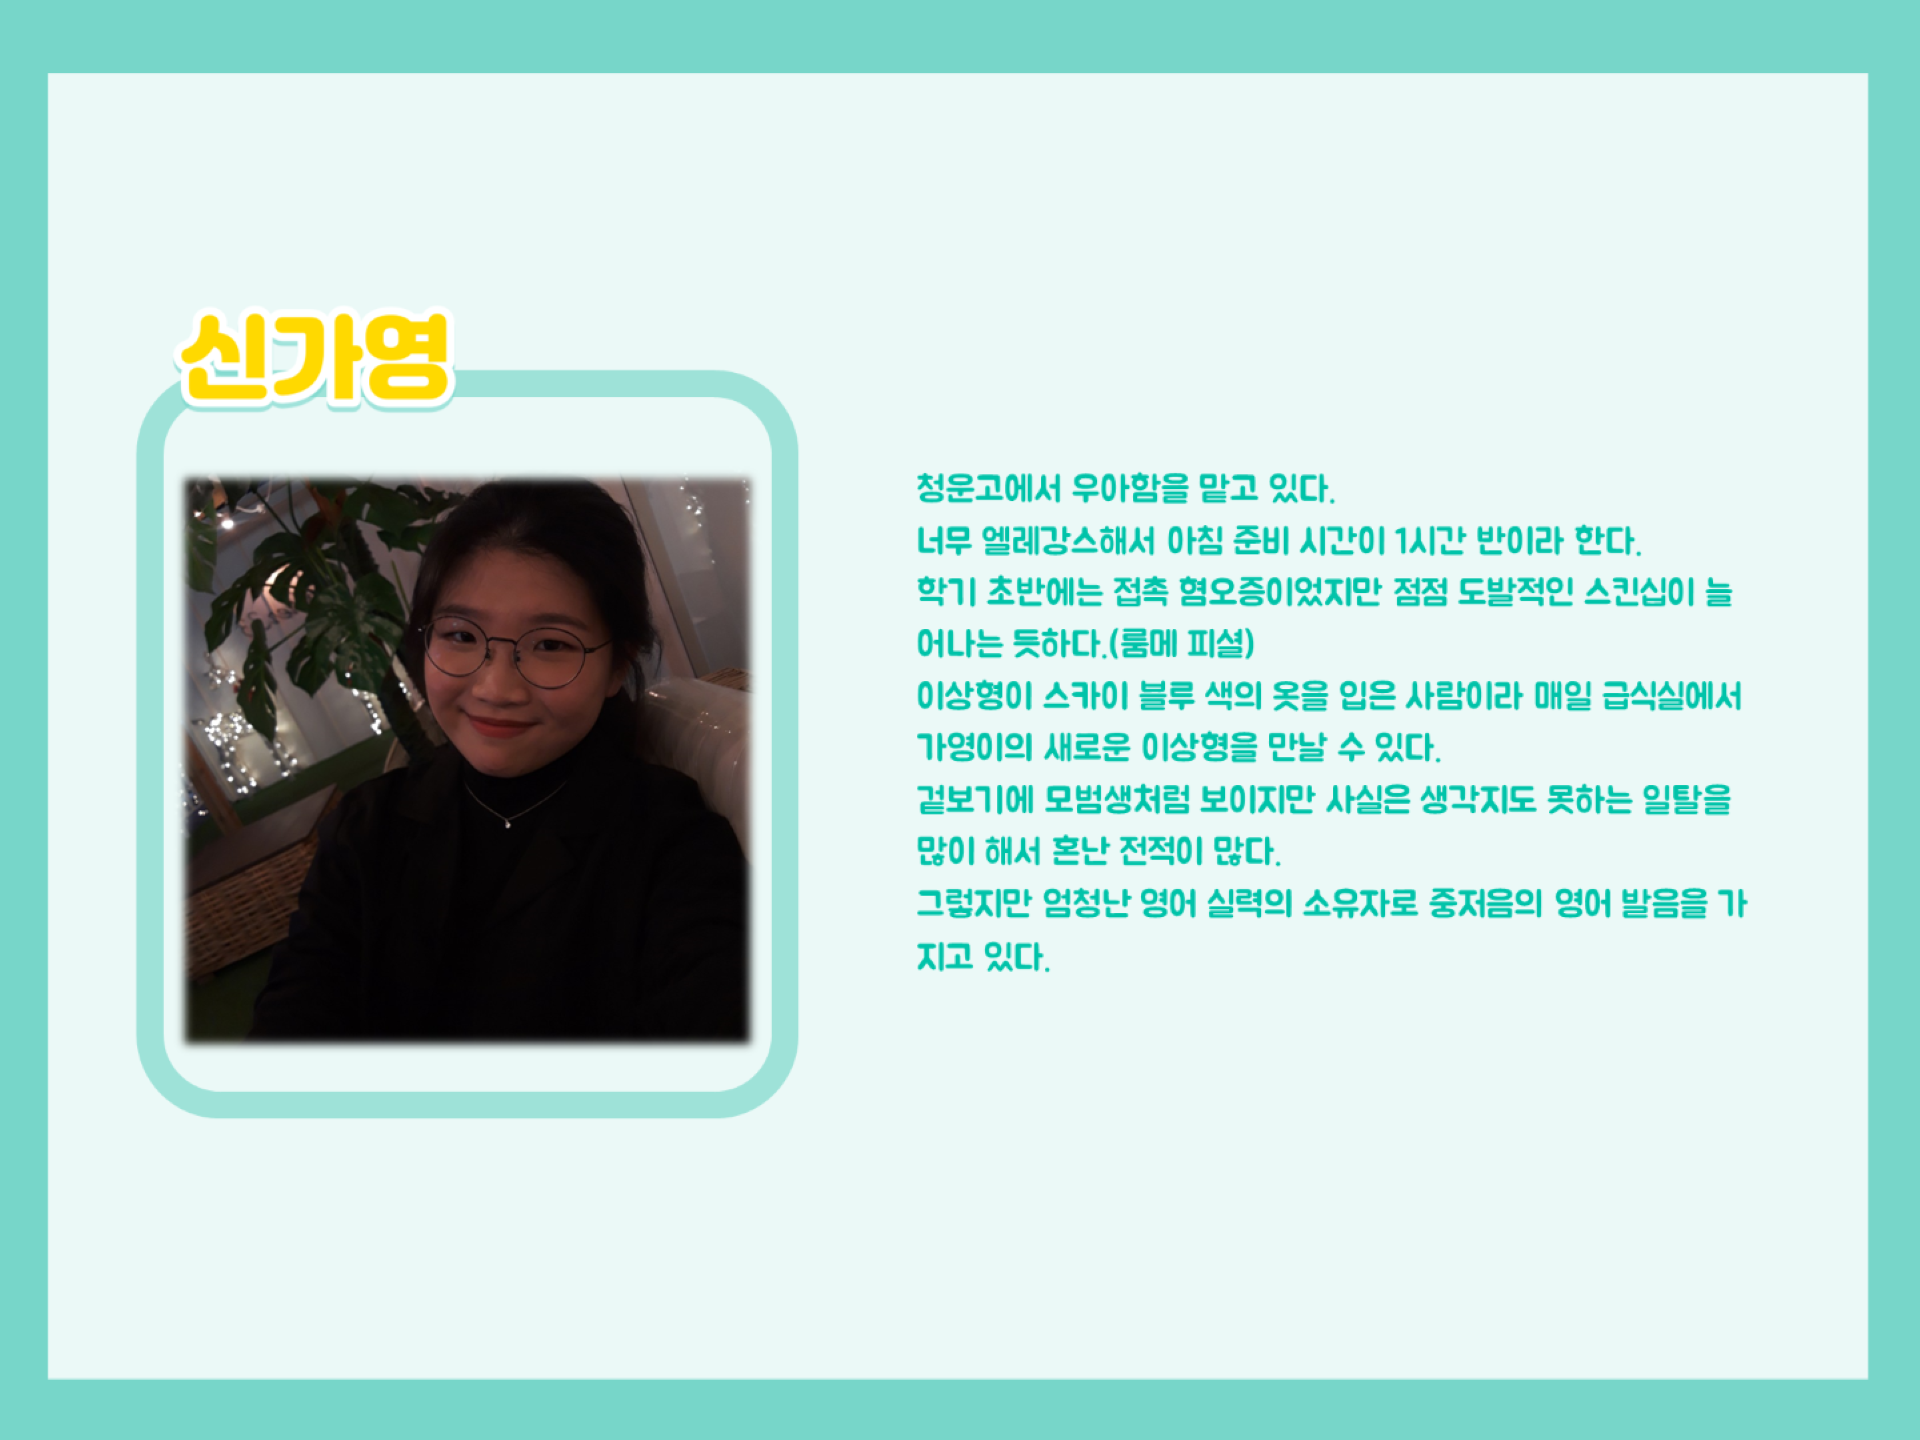 신가영
청운고에서 우아함을 맡고 있다.
너무 엘레강스해서 아침 준비 시간이 1시간 반이라 한다.
학기 초반에는 접촉 혐오증이었지만 점점 도발적인 스킨십이 늘
어나는 듯하다.(룸메 피셜)
이상형이 스카이 블루 색의 옷을 입은 사람이라 매일 급식실에서
가영이의 새로운 이상형을 만날 수 있다.
겉보기에 모범생처럼 보이지만 사실은 생각지도 못하는 일탈을
많이 해서 혼난 전적이 많다.
그렇지만 엄청난 영어 실력의 소유자로 중저음의 영어 발음을 가
지고 있다.